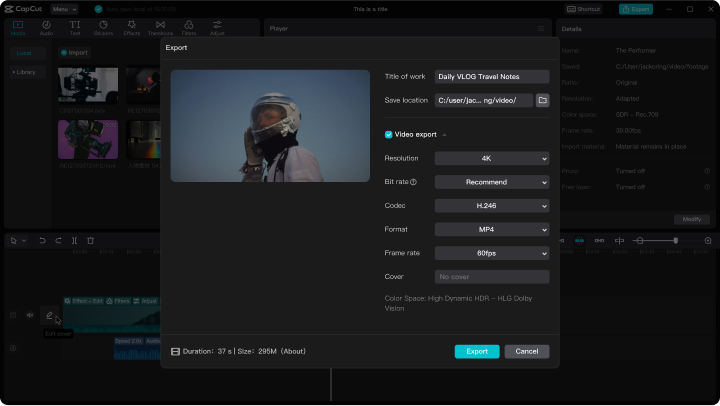 CapCut
Menu
This is a title
Shortcut
Export
Media
Audio
Text
Stickers
Effects
Transitions
Filters
Adjust
Player
Details
Local
Import
+ Library
Name:
The Performer
Saved:
C:/User/jackcring/video/footage
Ratio:
Original
Resolution:
Adapted
Color space:
SDR - Rec.709
Frame rate:
30.00fps
Import material:
Material remains in place
Proxy:
Turned off
Free layer:
Turned off
Modify
Export
Title of work
Daily VLOG Travel Notes
Save location
C:/user/jac... ng/video/
Video export
Resolution
4K
Bit rate
Recommend
Codec
H.246
Format
MP4
Frame rate
60fps
Cover
No cover
Color Space: High Dynamic HDR - HLG Dolby
Vision
Effect - Edit
Filters
Adjust
Edit cover
Speed 2.0x
Duration: 37 s | Size: 295M (About)
Export
Cancel